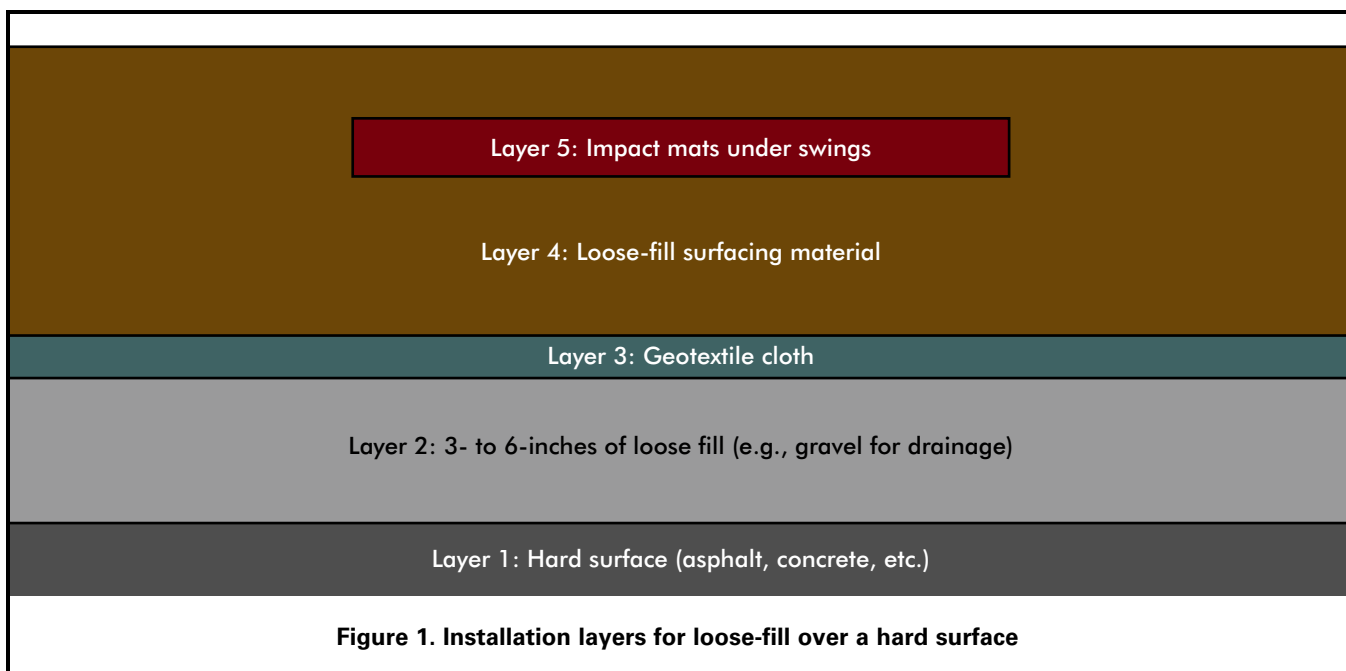 Layer 5: Impact mats under swings
Layer 4: Loose-fill surfacing material
Layer 3: Geotextile cloth
Layer 2: 3- to 6-inches of loose fill (e.g., gravel for drainage)
Layer 1: Hard surface (asphalt, concrete, etc.)
Figure 1. Installation layers for loose-fill over a hard surface